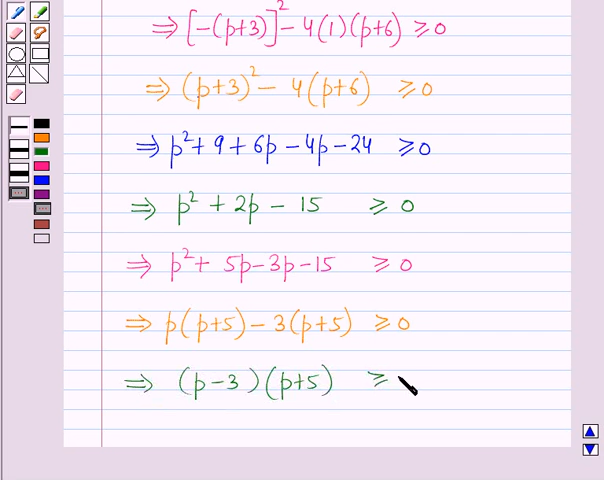 ⇒ [-(p+3)]² - 4(1)(p+6) ≥ 0
⇒ (p+3)² - 4(p+6) ≥ 0
⇒ p² + 9 + 6p - 4p - 24 ≥ 0
⇒ p² + 2p - 15 ≥ 0
⇒ p² + 5p - 3p - 15 ≥ 0
⇒ p(p+5) - 3(p+5) ≥ 0
⇒ (p-3)(p+5) ≥